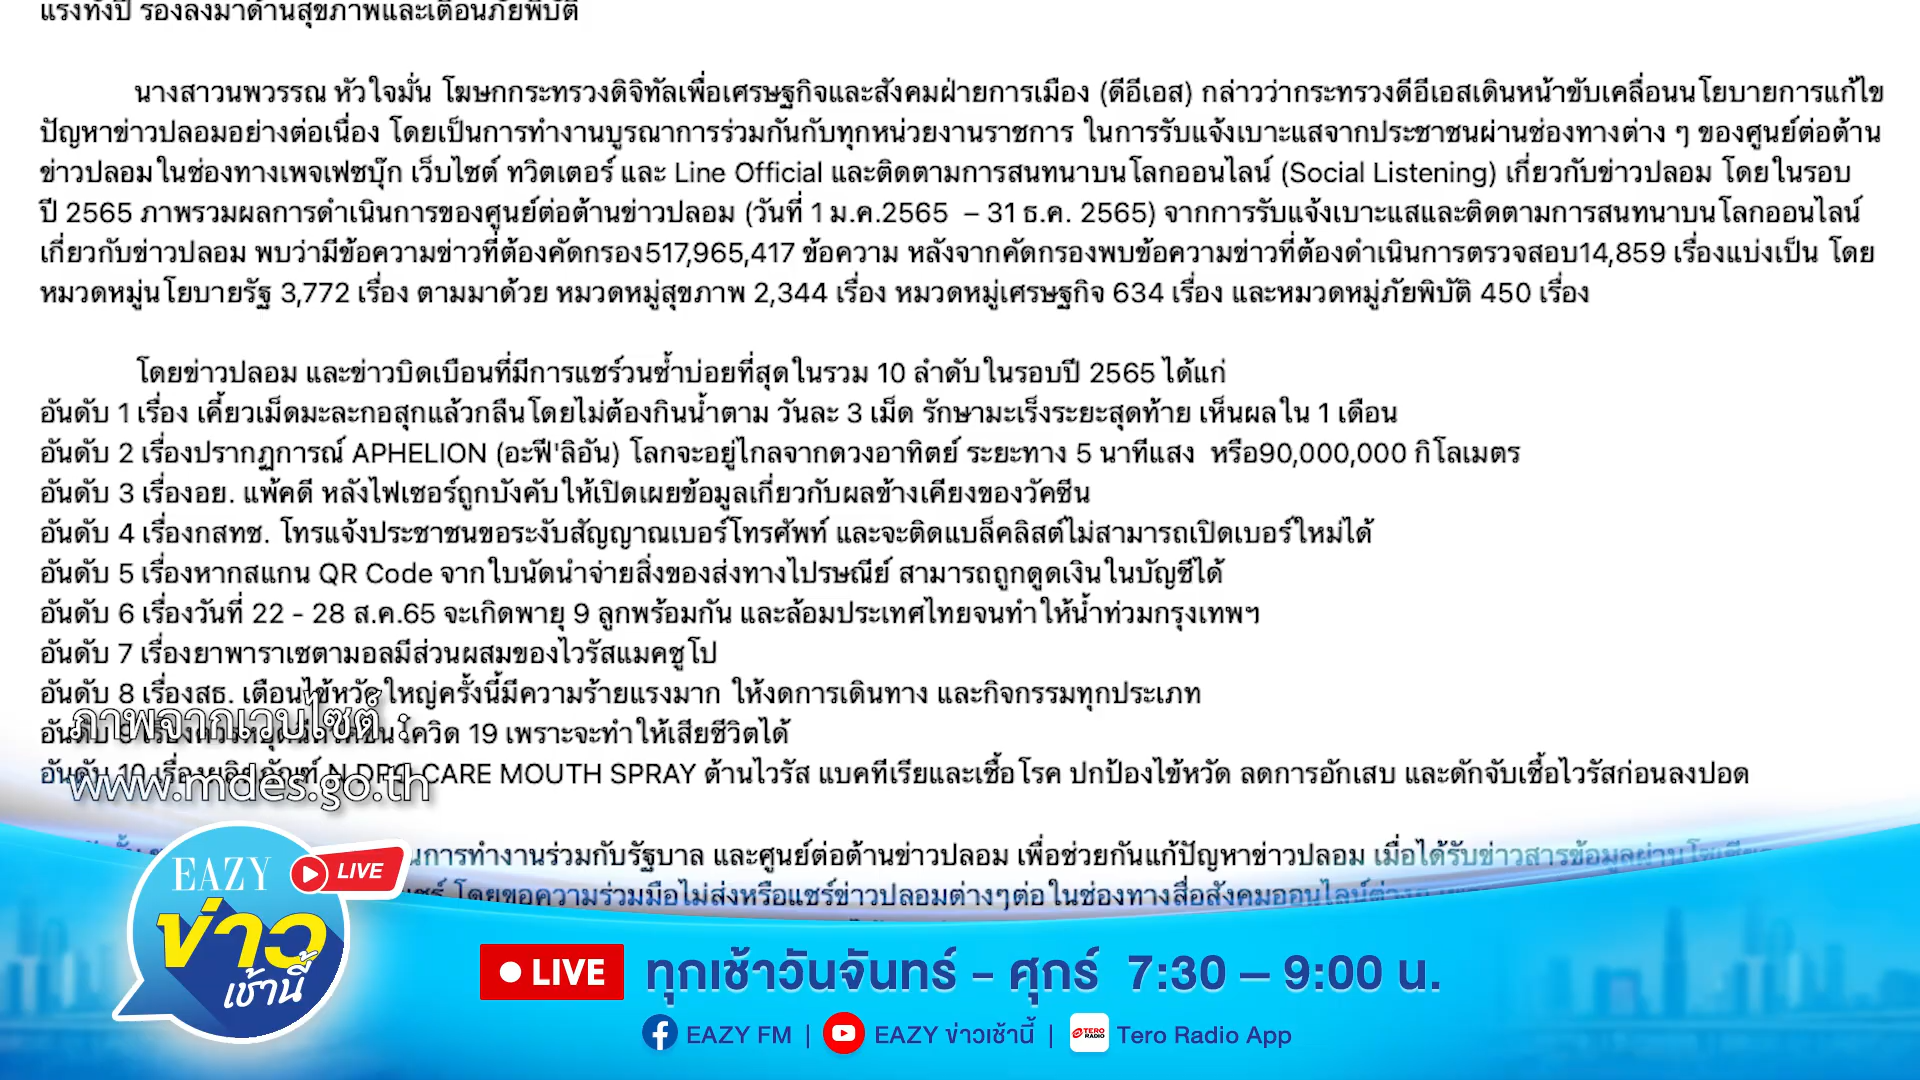 แรงทั้งปี รองลงมาด้านสุขภาพและเตือนภัยพิบัติ
นางสาวนพวรรณ หัวใจมั่น โฆษกกระทรวงดิจิทัลเพื่อเศรษฐกิจและสังคมฝ่ายการเมือง (ดีอีเอส) กล่าวว่ากระทรวงดีอีเอสเดินหน้าขับเคลื่อนนโยบายการแก้ไข
ปัญหาข่าวปลอมอย่างต่อเนื่อง โดยเป็นการทำงานบูรณาการร่วมกันกับทุกหน่วยงานราชการ ในการรับแจ้งเบาะแสจากประชาชนผ่านช่องทางต่าง ๆ ของศูนย์ต่อต้าน
ข่าวปลอมในช่องทางเพจเฟซบุ๊ก เว็บไซต์ ทวิตเตอร์ และ Line Official และติดตามการสนทนาบนโลกออนไลน์ (Social Listening) เกี่ยวกับข่าวปลอม โดยในรอบ
ปี 2565 ภาพรวมผลการดำเนินการของศูนย์ต่อต้านข่าวปลอม (วันที่ 1 ม.ค.2565 – 31 ธ.ค. 2565) จากการรับแจ้งเบาะแสและติดตามการสนทนาบนโลกออนไลน์
เกี่ยวกับข่าวปลอม พบว่ามีข้อความข่าวที่ต้องคัดกรอง517,965,417 ข้อความ หลังจากคัดกรองพบข้อความข่าวที่ต้องดำเนินการตรวจสอบ14,859 เรื่องแบ่งเป็น โดย
หมวดหมู่นโยบายรัฐ 3,772 เรื่อง ตามมาด้วย หมวดหมู่สุขภาพ 2,344 เรื่อง หมวดหมู่เศรษฐกิจ 634 เรื่อง และหมวดหมู่ภัยพิบัติ 450 เรื่อง
โดยข่าวปลอม และข่าวบิดเบือนที่มีการแชร์วนซ้ำบ่อยที่สุดในรวม 10 ลำดับในรอบปี 2565 ได้แก่
อันดับ 1 เรื่อง เคี้ยวเม็ดมะละกอสุกแล้วกลืนโดยไม่ต้องกินน้ำตาม วันละ 3 เม็ด รักษามะเร็งระยะสุดท้าย เห็นผลใน 1 เดือน
อันดับ 2 เรื่องปรากฏการณ์ APHELION (อะฟี'ลิอัน) โลกจะอยู่ไกลจากดวงอาทิตย์ ระยะทาง 5 นาทีแสง หรือ90,000,000 กิโลเมตร
อันดับ 3 เรื่องอย. แพ้คดี หลังไฟเซอร์ถูกบังคับให้เปิดเผยข้อมูลเกี่ยวกับผลข้างเคียงของวัคซีน
อันดับ 4 เรื่องกสทช. โทรแจ้งประชาชนขอระงับสัญญาณเบอร์โทรศัพท์ และจะติดแบล็คลิสต์ไม่สามารถเปิดเบอร์ใหม่ได้
อันดับ 5 เรื่องหากสแกน QR Code จากใบนัดนำจ่ายสิ่งของส่งทางไปรษณีย์ สามารถถูกดูดเงินในบัญชีได้
อันดับ 6 เรื่องวันที่ 22 - 28 ส.ค.65 จะเกิดพายุ 9 ลูกพร้อมกัน และล้อมประเทศไทยจนทำให้น้ำท่วมกรุงเทพฯ
อันดับ 7 เรื่องยาพาราเซตามอลมีส่วนผสมของไวรัสแมคชูโป
อันดับ 8 เรื่องสธ. เตือนไข้หวัดใหญ่ครั้งนี้มีความร้ายแรงมาก ให้งดการเดินทาง และกิจกรรมทุกประเภท
ภาพจากเวบไซต์ :
โควิด 19 เพราะจะทำให้เสียชีวิตได้
อันดับ 10 เรื่องผลิตภัณฑ์ CARE MOUTH SPRAY ต้านไวรัส แบคทีเรียและเชื้อโรค ปกป้องไข้หวัด ลดการอักเสบ และดักจับเชื้อไวรัสก่อนลงปอด
www.mdes.go.th
นการทำงานร่วมกับรัฐบาล และศูนย์ต่อต้านข่าวปลอม เพื่อช่วยกันแก้ปัญหาข่าวปลอม เมื่อได้รับข่าวสารข้อมูลผ่าน
โดยขอความร่วมมือไม่ส่งหรือแชร์ข่าวปลอมต่างๆต่อในช่องทางสื่อสังคมออนไลน์
EAZY LIVE
ข่าว
เช้านี้
LIVE ทุกเช้าวันจันทร์ - ศุกร์ 7:30 – 9:00 น.
EAZY FM | EAZY ข่าวเช้านี้ | TERO RADIO Tero Radio App